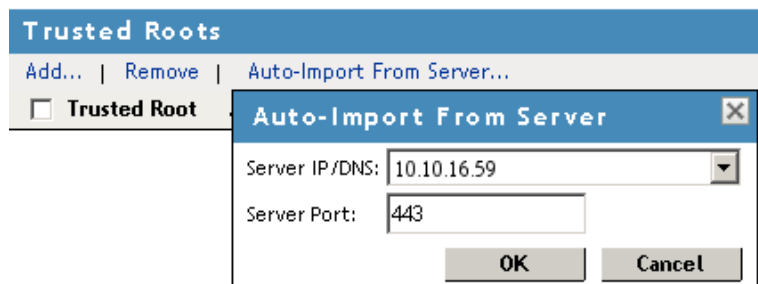 Trusted Roots
Add... | Remove | Auto-Import From Server...
Trusted Root
Auto-Import From Server
Server IP/DNS: 10.10.16.59
Server Port: 443
OK Cancel